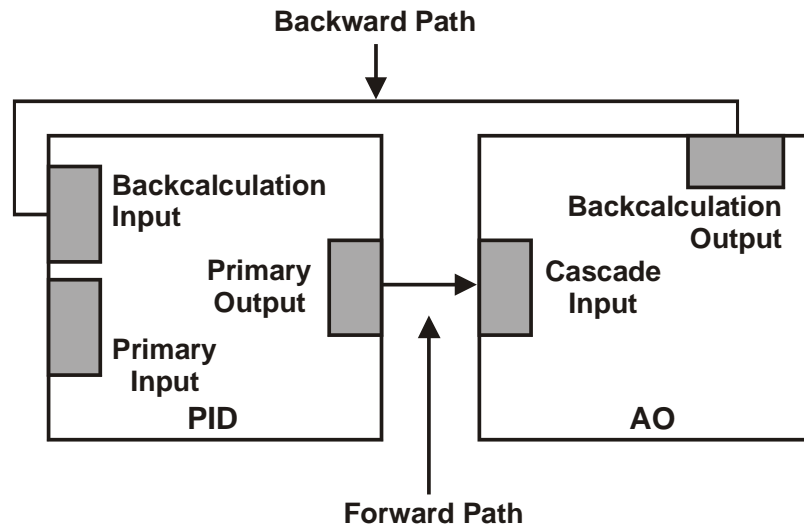 Backward Path
Backcalculation
Input
Primary
Output
Primary
Input
PID
Backcalculation
Output
Cascade
Input
AO
Forward Path